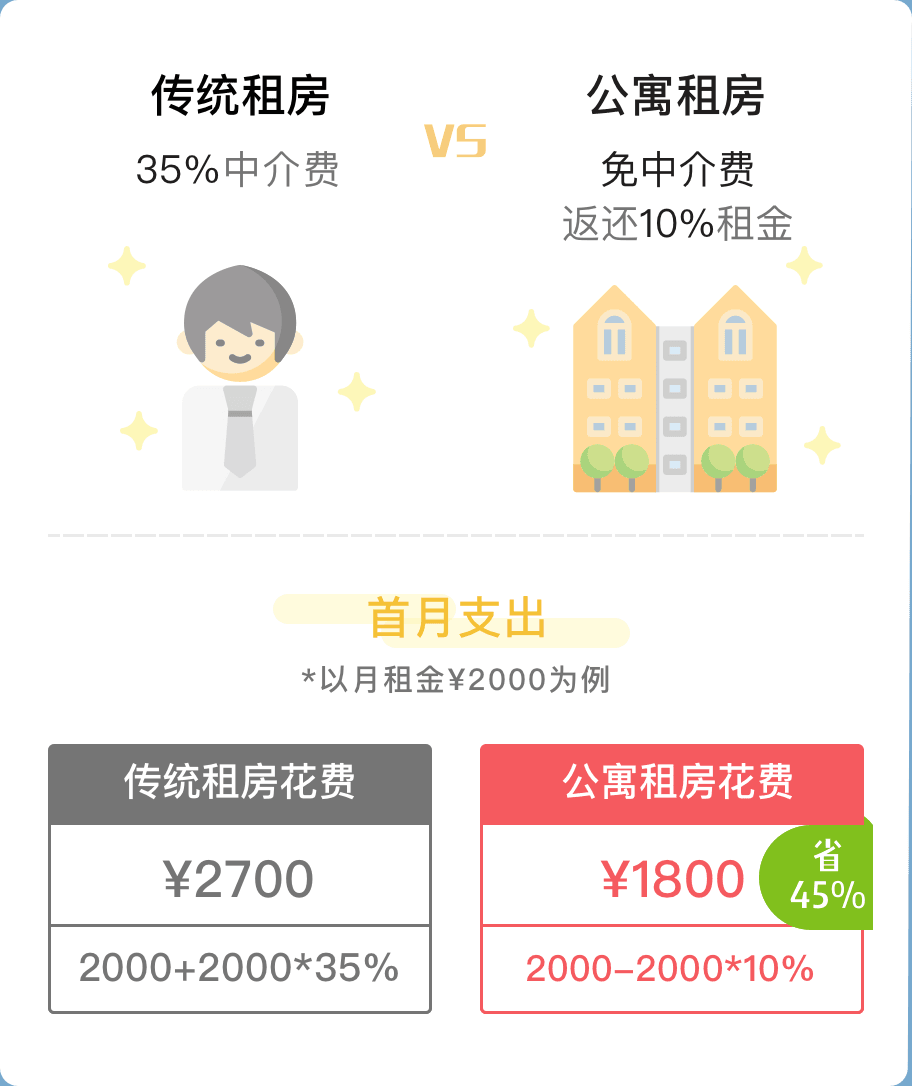 传统租房
VS
公寓租房
35%中介费
免中介费
返还10%租金
首月支出
*以月租金¥2000为例
传统租房花费
公寓租房花费
¥2700
¥1800
省
45%
2000+2000*35%
2000-2000*10%